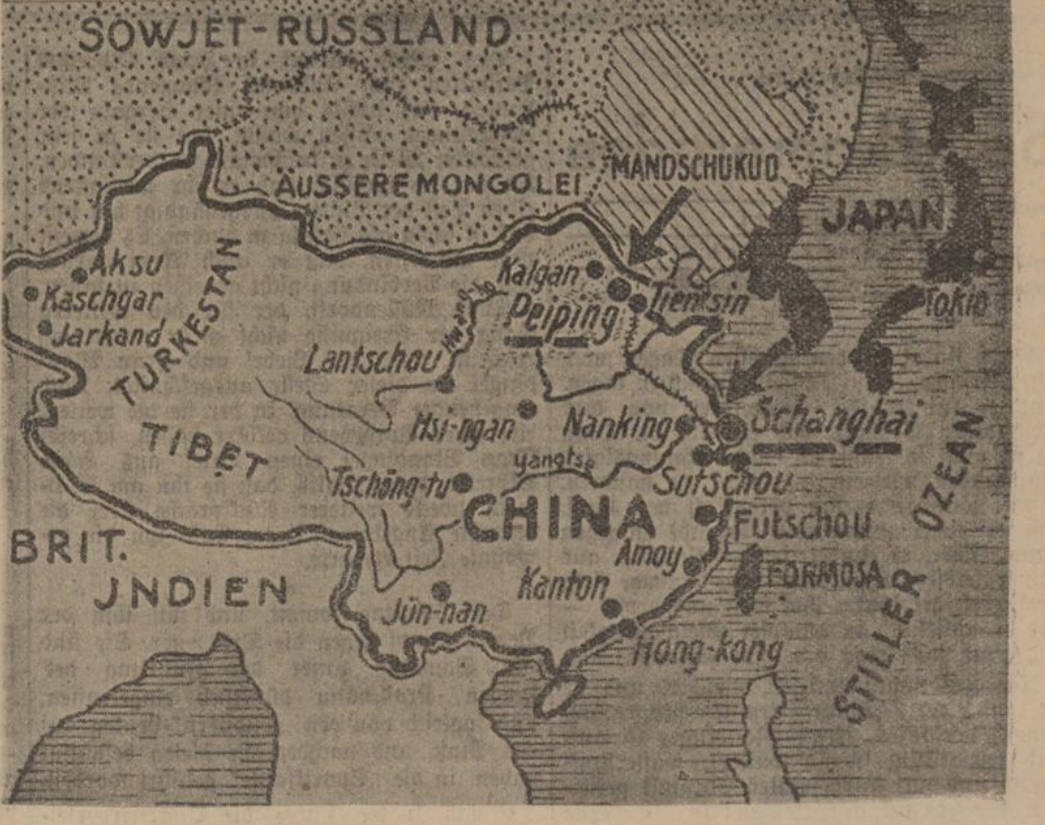 SOWJET-RUSSLAND
MANDSCHUKUO
ÄUSSERE MONGOLEI
JAPAN
Aksu
Kaschgar
Jarkand
TURKESTAN
Kalgan
Tientsin
Tokio
Hwangho
Peiping
Lantschou
Hsi-ngan
Nanking
Schanghai
TIBET
Yangtse
Tschöng-tu
Sutschou
CHINA
Futschou
BRIT.
JNDIEN
Amoy
FORMOSA
Kanton
Jün-nan
Hong-kong
STILLER
OZEAN